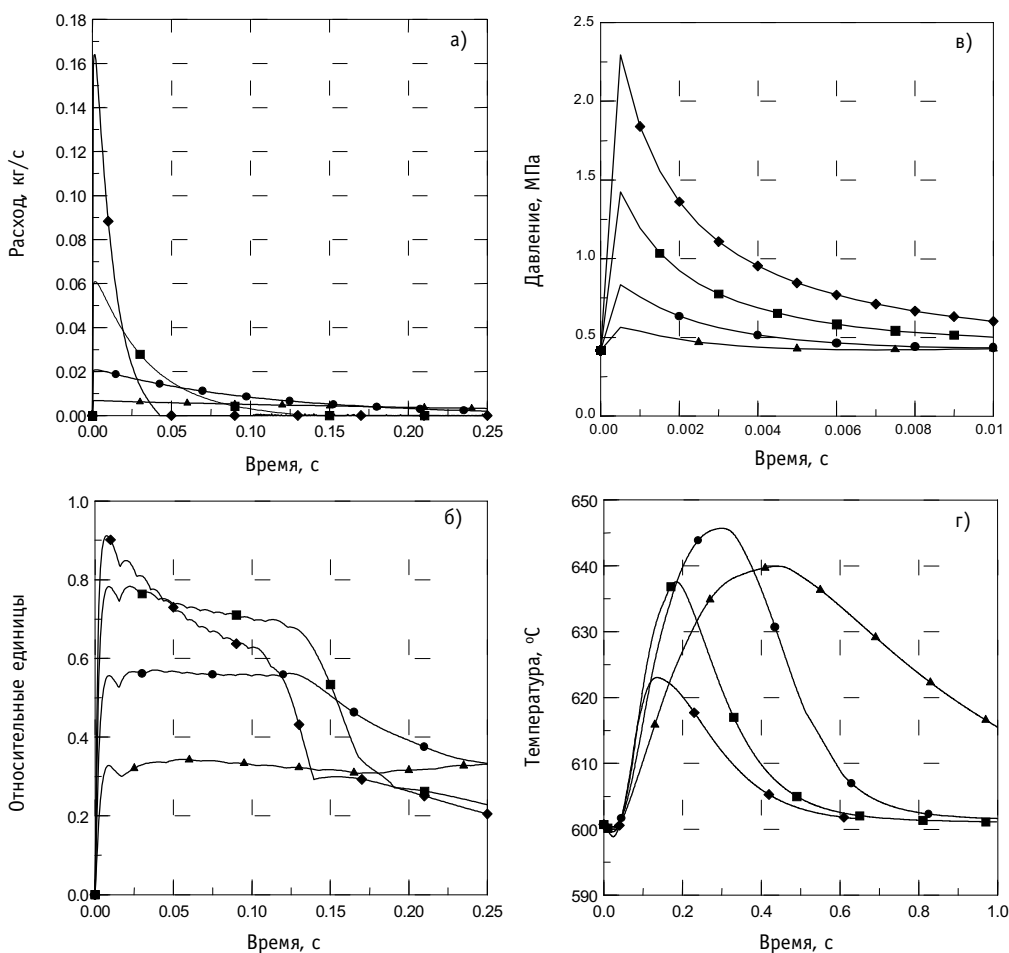 а)
0.18
0.16
0.14
0.12
0.10
0.08
0.06
0.04
0.02
0.00
Расход, кг/с
0.00 0.05 0.10 0.15 0.20 0.25
Время, с
в)
2.5
2.0
1.5
1.0
0.5
0.0
Давление, МПа
0.00 0.002 0.004 0.006 0.008 0.01
Время, с
б)
1.0
0.8
0.6
0.4
0.2
0.0
Относительные единицы
0.00 0.05 0.10 0.15 0.20 0.25
Время, с
г)
650
640
630
620
610
600
590
Температура, ºС
0.0 0.2 0.4 0.6 0.8 1.0
Время, с